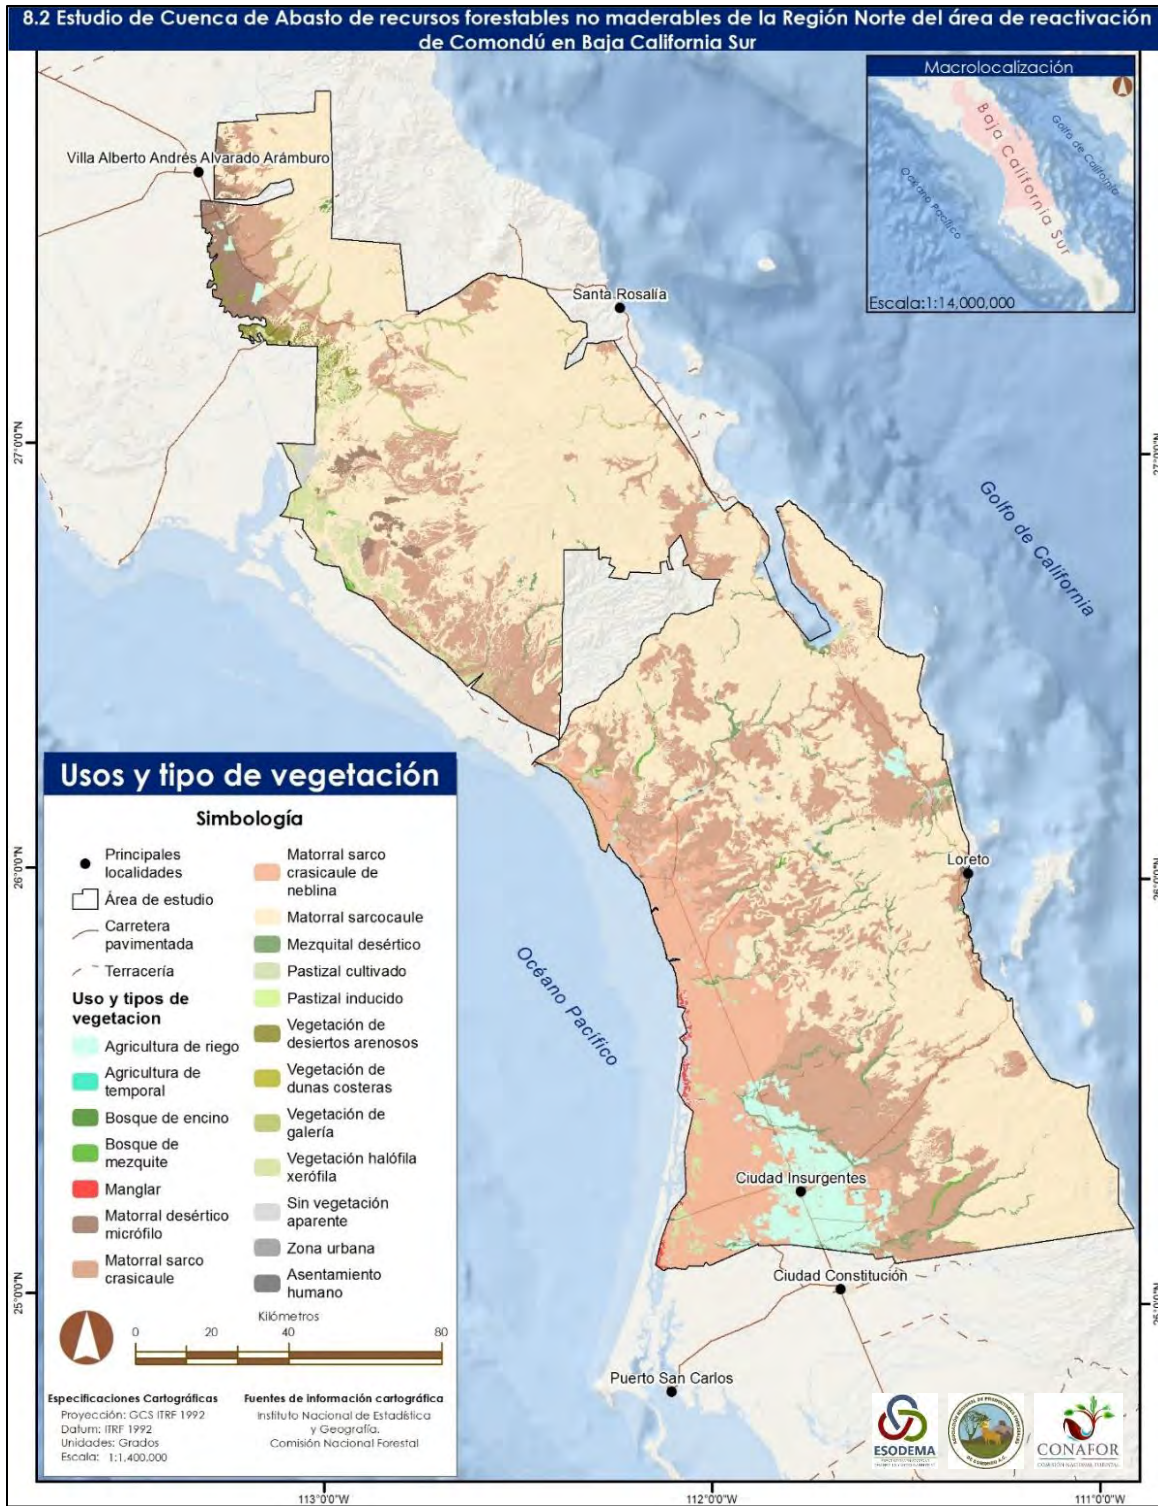 8.2 Estudio de Cuenca de Abasto de recursos forestables no maderables de la Región Norte del área de reactivación
de Comondú en Baja California Sur
Macrolocalización
Baja California Sur
Golfo de California
Océano Pacífico
Escala:1:14,000,000
Villa Alberto Andrés Alvarado Arámburo
Santa Rosalía
27°0'0"N
27°0'0"N
Golfo de California
26°0'0"N
Loreto
Océano Pacífico
Ciudad Insurgentes
Ciudad Constitución
25°0'0"N
Puerto San Carlos
Usos y tipo de vegetación
Simbología
Principales
localidades
Área de estudio
Carretera
pavimentada
Terracería
Uso y tipos de
vegetacion
Agricultura de riego
Agricultura de
temporal
Bosque de encino
Bosque de
mezquite
Manglar
Matorral desértico
micrófilo
Matorral sarco
crasicaule
Matorral sarco
crasicaule de
neblina
Matorral sarcocaule
Mezquital desértico
Pastizal cultivado
Pastizal inducido
Vegetación de
desiertos arenosos
Vegetación de
dunas costeras
Vegetación de
galería
Vegetación halófila
xerófila
Sin vegetación
aparente
Zona urbana
Asentamiento
humano
Kilómetros
0 20 40 80
Especificaciones Cartográficas
Proyección: GCS ITRF 1992
Datum: ITRF 1992
Unidades: Grados
Escala: 1:1,400,000
Fuentes de información cartográfica
Instituto Nacional de Estadística
y Geografía.
Comisión Nacional Forestal
ESODEMA
CONAFOR
COMISIÓN NACIONAL FORESTAL
113°0'0"W
112°0'0"W
111°0'0"W